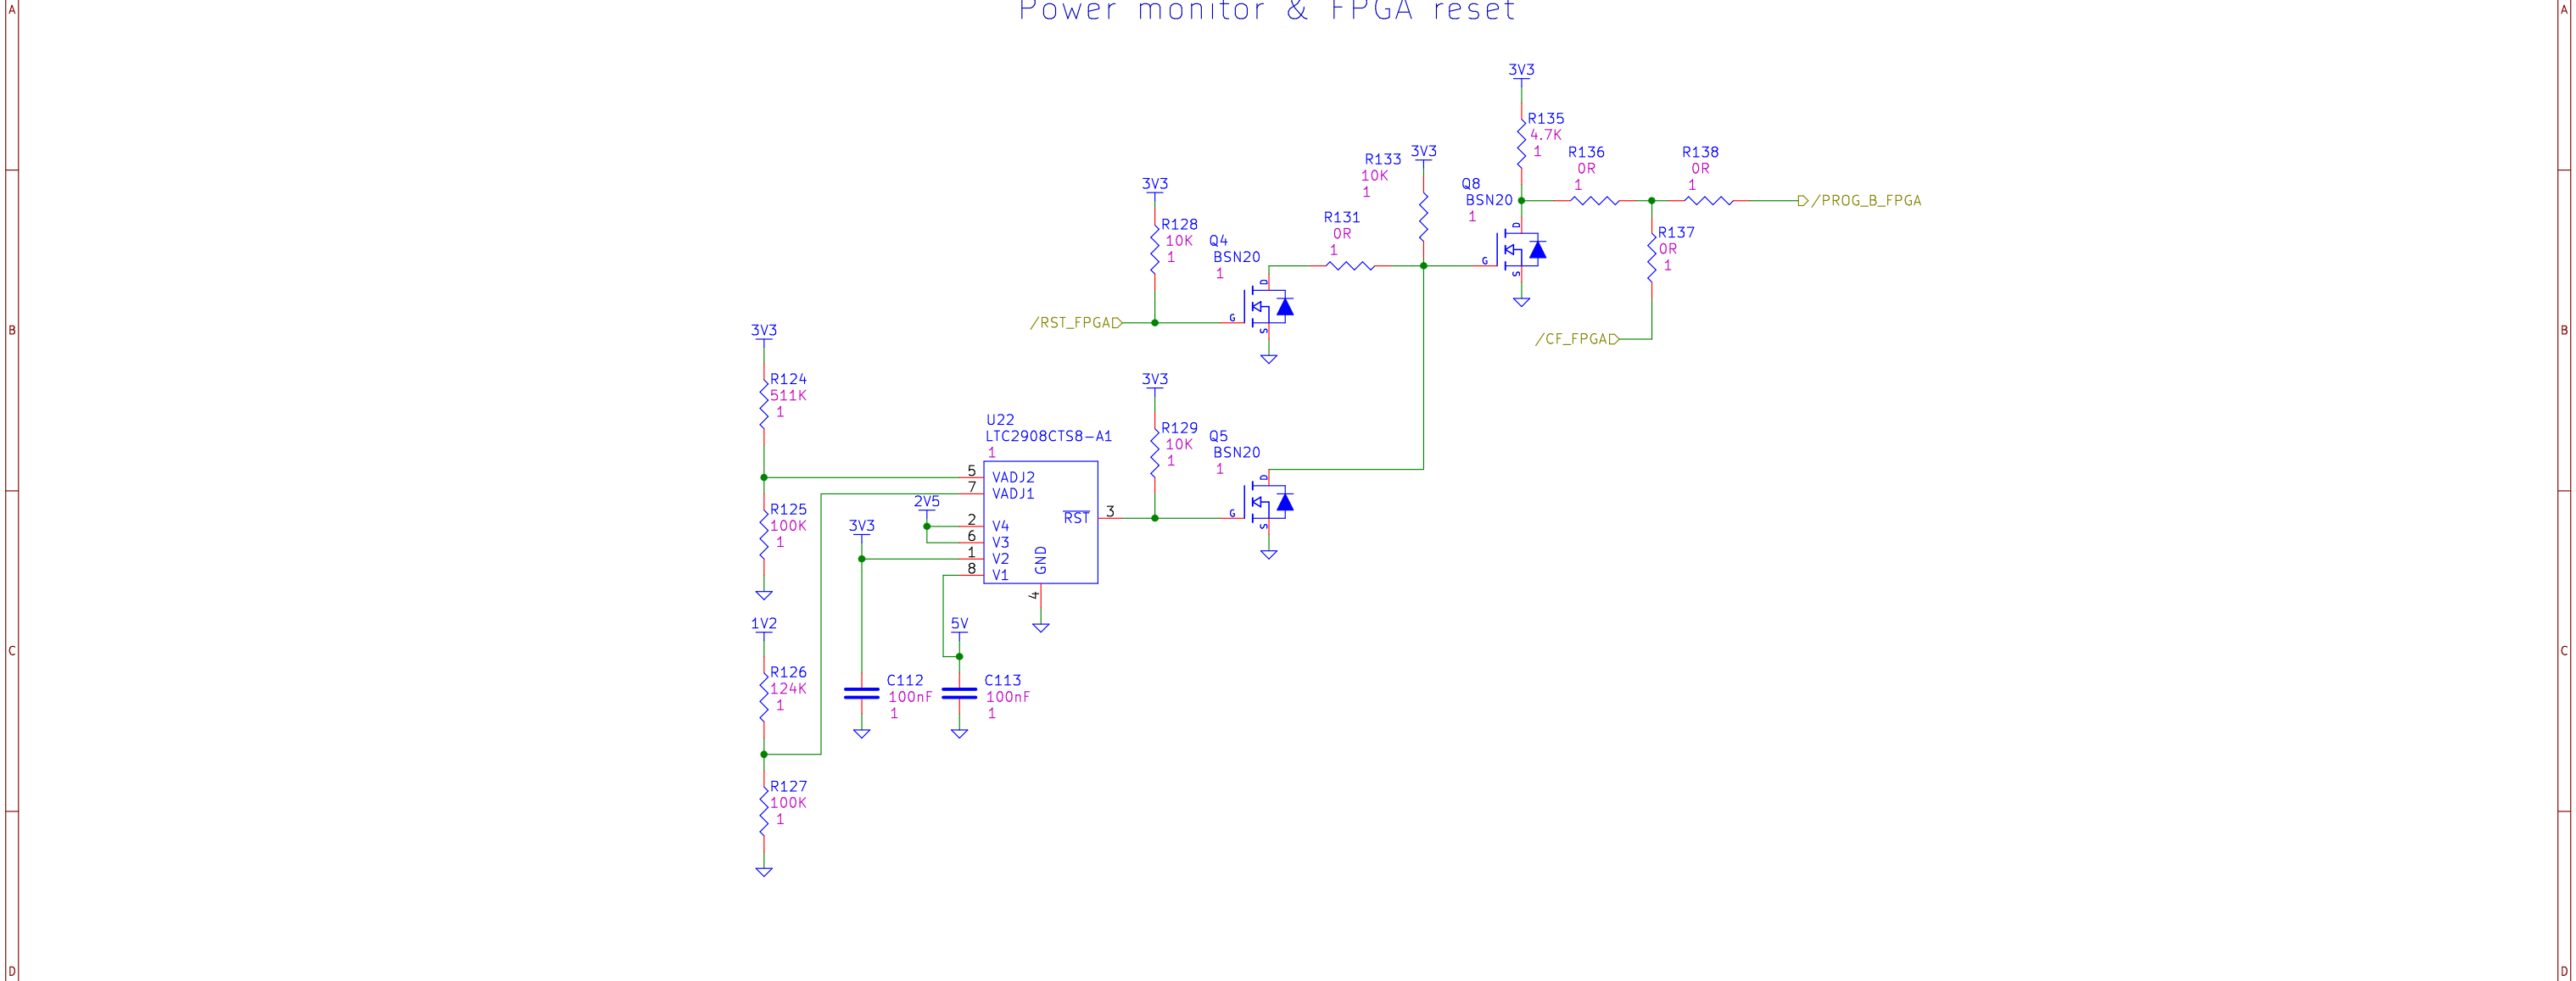 Power monitor & FPGA reset
A
A
3V3
R135
4.7K
1
R136
0R
1
R138
0R
1
3V3
R133
10K
1
Q8
BSN20
1
D
G
S
/PROG_B_FPGA
3V3
R128
10K
1
R131
0R
1
R137
0R
1
Q4
BSN20
1
D
G
S
/RST_FPGA
/CF_FPGA
B
B
3V3
R124
511K
1
3V3
R129
10K
1
Q5
BSN20
1
D
G
S
U22
LTC2908CTS8-A1
1
5
VADJ2
7
VADJ1
2
V4
6
V3
1
V2
8
V1
RST
3
GND
4
2V5
3V3
R125
100K
1
1V2
5V
C
C
R126
124K
1
C112
100nF
1
C113
100nF
1
R127
100K
1
D
D